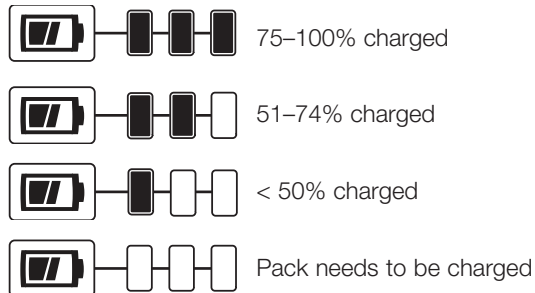 75–100% charged
51–74% charged
< 50% charged
Pack needs to be charged